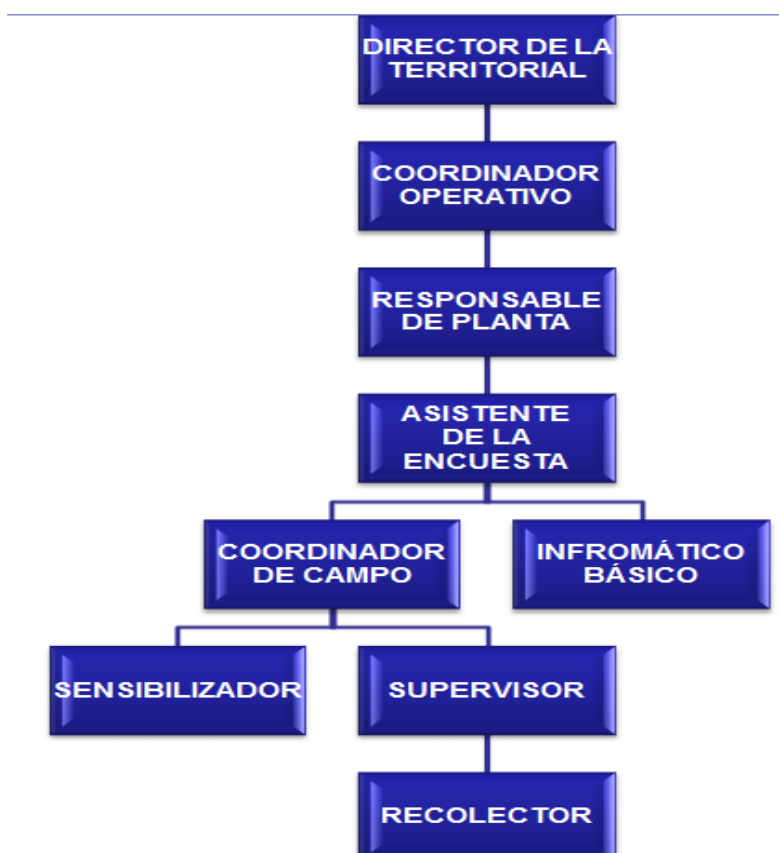 DIRECTOR DE LA
TERRITORIAL
COORDINADOR
OPERATIVO
RESPONSABLE
DE PLANTA
ASISTENTE
DE LA
ENCUESTA
COORDINADOR
DE CAMPO
INFROMÁTICO
BÁSICO
SENSIBILIZADOR
SUPERVISOR
RECOLECTOR